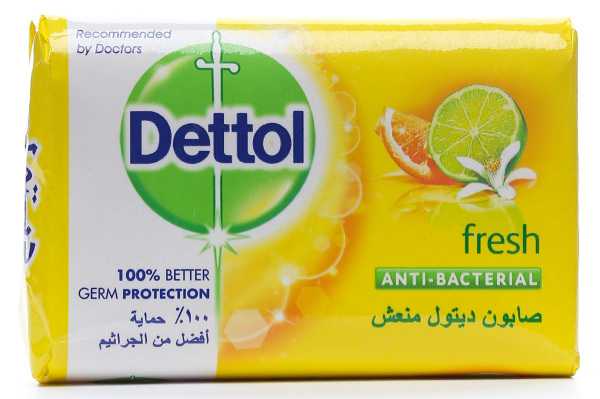 Recommended
by Doctors
Dettol
100% BETTER
GERM PROTECTION
١٠٠٪ حماية
أفضل من الجراثيم
fresh
ANTI-BACTERIAL
صابون ديتول منعش